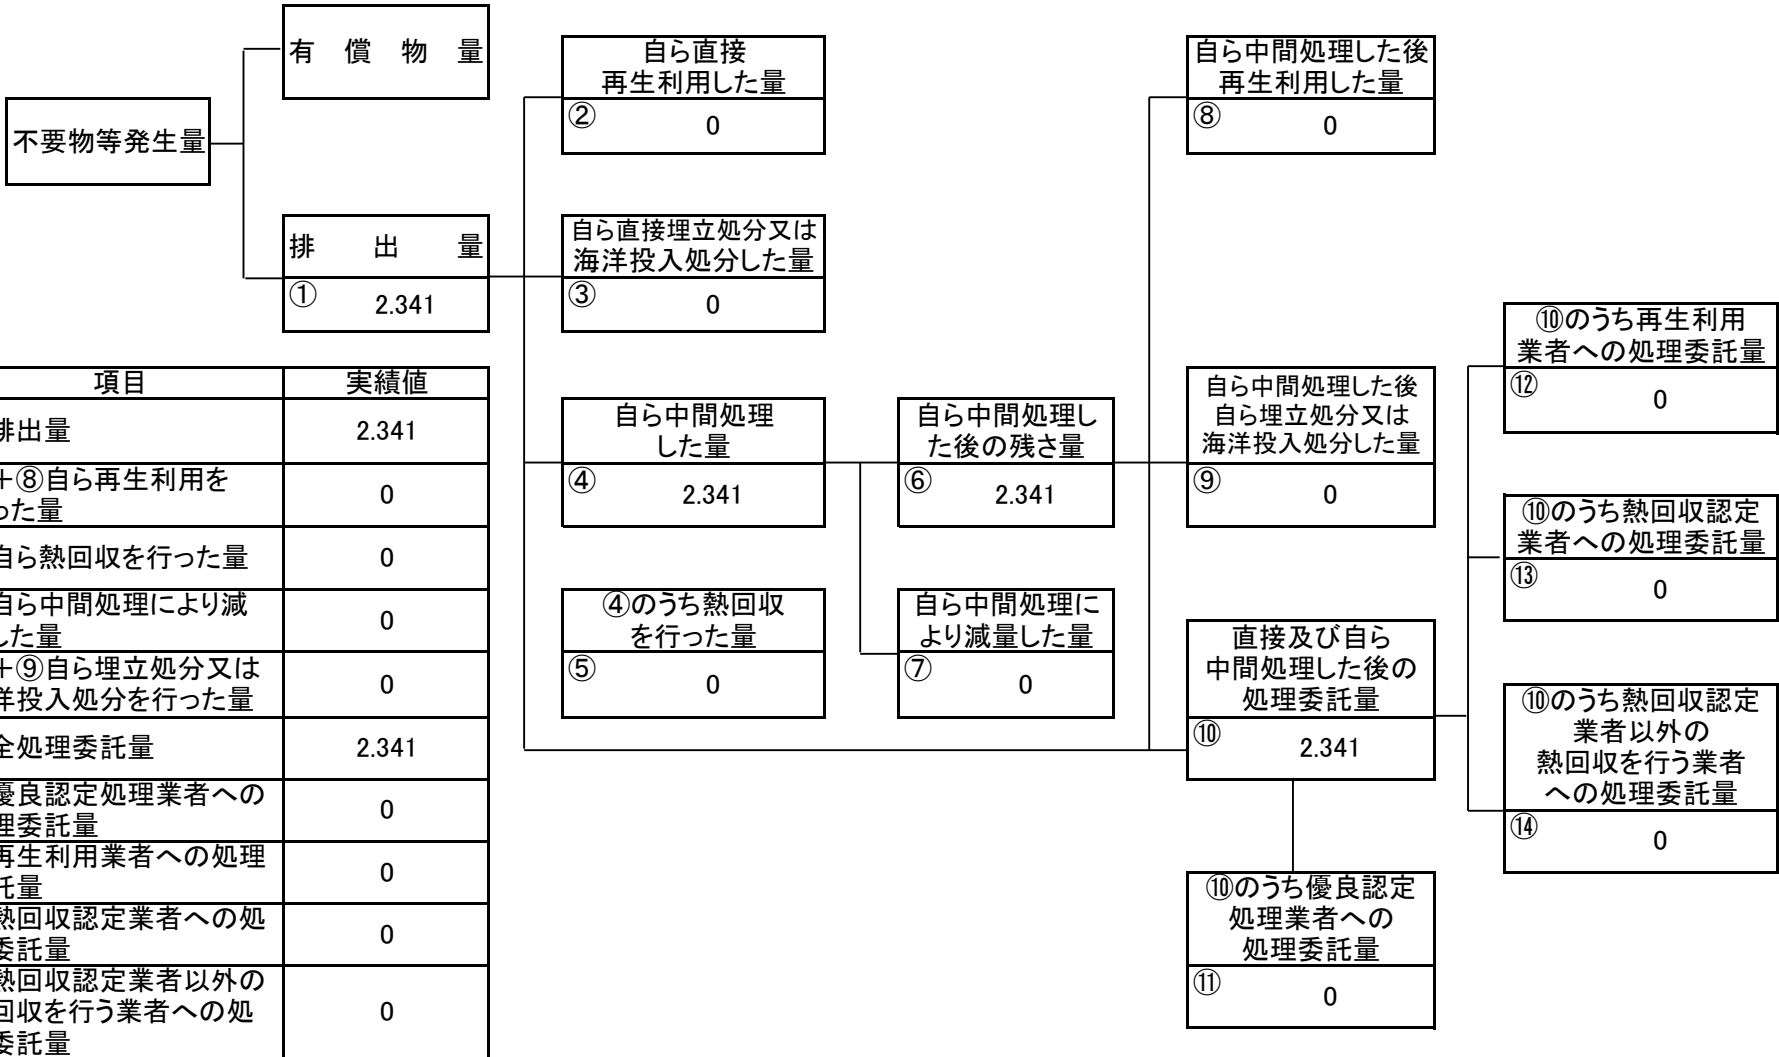 有 償 物 量
不要物等発生量
排 出 量
① 2.341
自ら直接
再生利用した量
② 0
自ら直接埋立処分又は
海洋投入処分した量
③ 0
自ら中間処理
した量
④ 2.341
④のうち熱回収
を行った量
⑤ 0
自ら中間処理し
た後の残さ量
⑥ 2.341
自ら中間処理に
より減量した量
⑦ 0
自ら中間処理した後
再生利用した量
⑧ 0
自ら中間処理した後
自ら埋立処分又は
海洋投入処分した量
⑨ 0
直接及び自ら
中間処理した後の
処理委託量
⑩ 2.341
⑩のうち優良認定
処理業者への
処理委託量
⑪ 0
⑩のうち再生利用
業者への処理委託量
⑫ 0
⑩のうち熱回収認定
業者への処理委託量
⑬ 0
⑩のうち熱回収認定
業者以外の
熱回収を行う業者
への処理委託量
⑭ 0
項目 実績値
排出量 2.341
+⑧自ら再生利用を
った量 0
自ら熱回収を行った量 0
自ら中間処理により減
した量 0
+⑨自ら埋立処分又は
洋投入処分を行った量 0
全処理委託量 2.341
優良認定処理業者への
理委託量 0
再生利用業者への処理
託量 0
熱回収認定業者への処
委託量 0
熱回収認定業者以外の
回収を行う業者への処
委託量 0